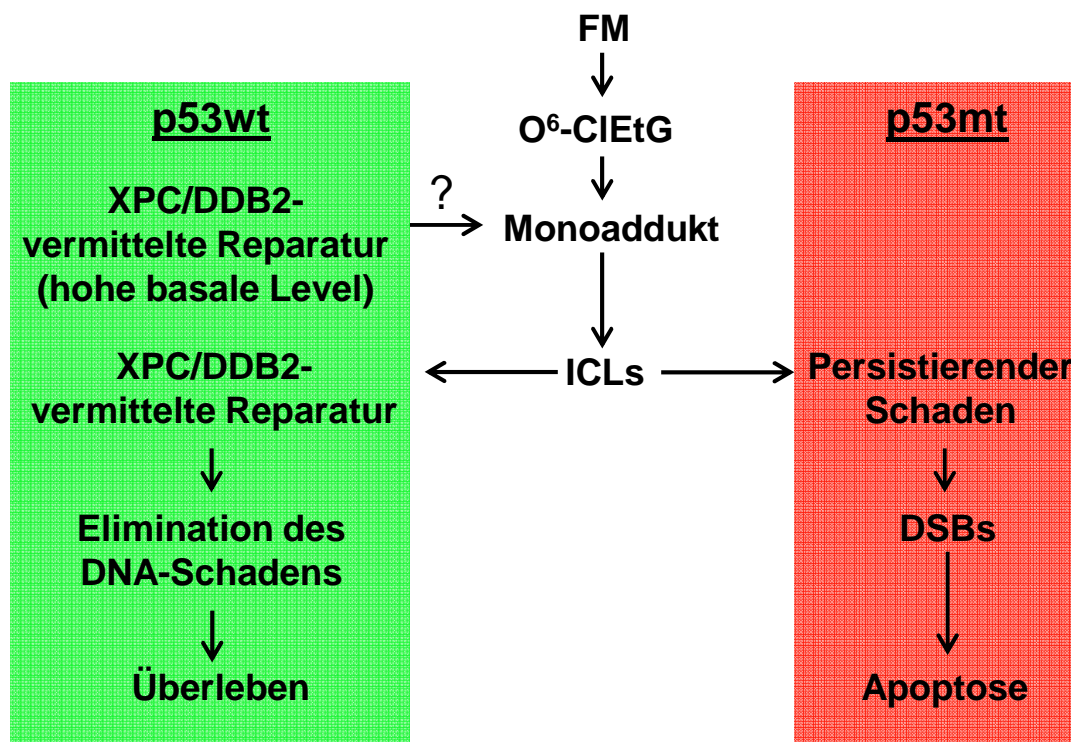 FM
O⁶-ClEtG
Monoaddukt
ICLs
p53wt
XPC/DDB2-
vermittelte Reparatur
(hohe basale Level)
?
XPC/DDB2-
vermittelte Reparatur
Elimination des
DNA-Schadens
Überleben
p53mt
Persistierender
Schaden
DSBs
Apoptose